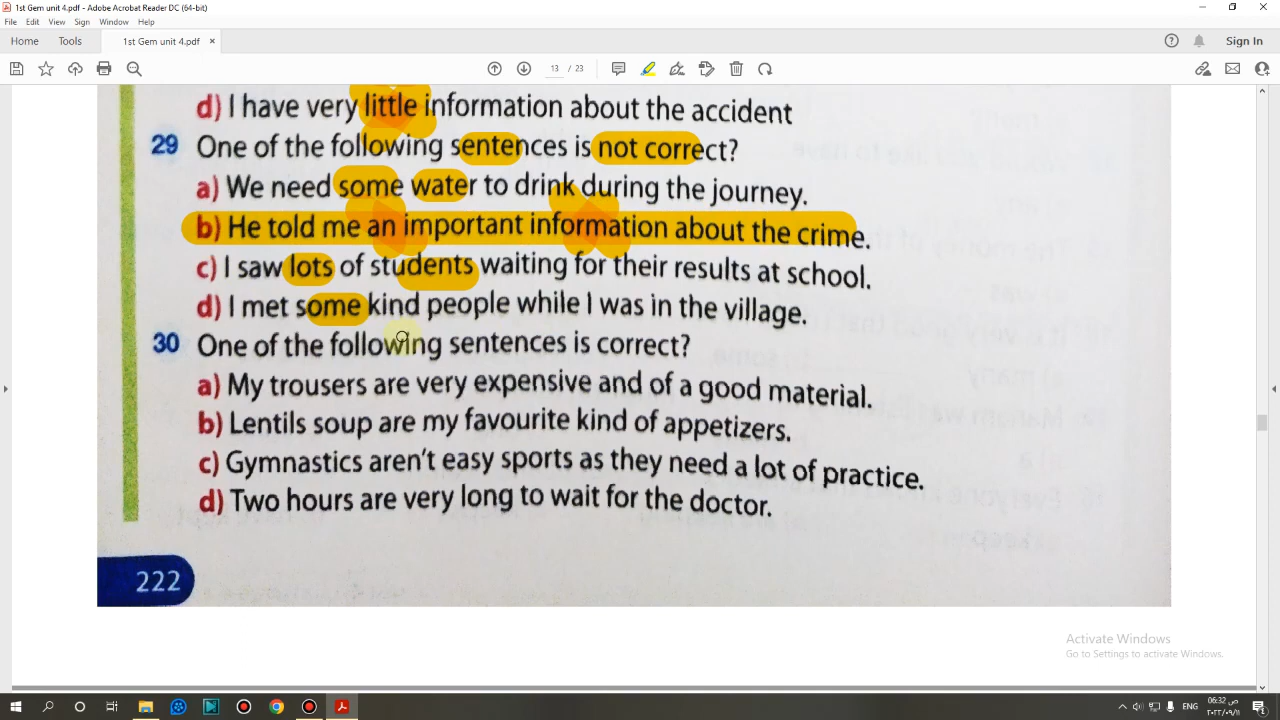 1st Gem unit 4.pdf - Adobe Acrobat Reader DC (64-bit)
File Edit View Sign Window Help
Home Tools 1st Gem unit 4.pdf × Sign In
13 / 23
d) I have very little information about the accident
29 One of the following sentences is not correct?
a) We need some water to drink during the journey.
b) He told me an important information about the crime.
c) I saw lots of students waiting for their results at school.
d) I met some kind people while I was in the village.
30 One of the following sentences is correct?
a) My trousers are very expensive and of a good material.
b) Lentils soup are my favourite kind of appetizers.
c) Gymnastics aren't easy sports as they need a lot of practice.
d) Two hours are very long to wait for the doctor.
222
Activate Windows
Go to Settings to activate Windows.
ENG
06:32 ص